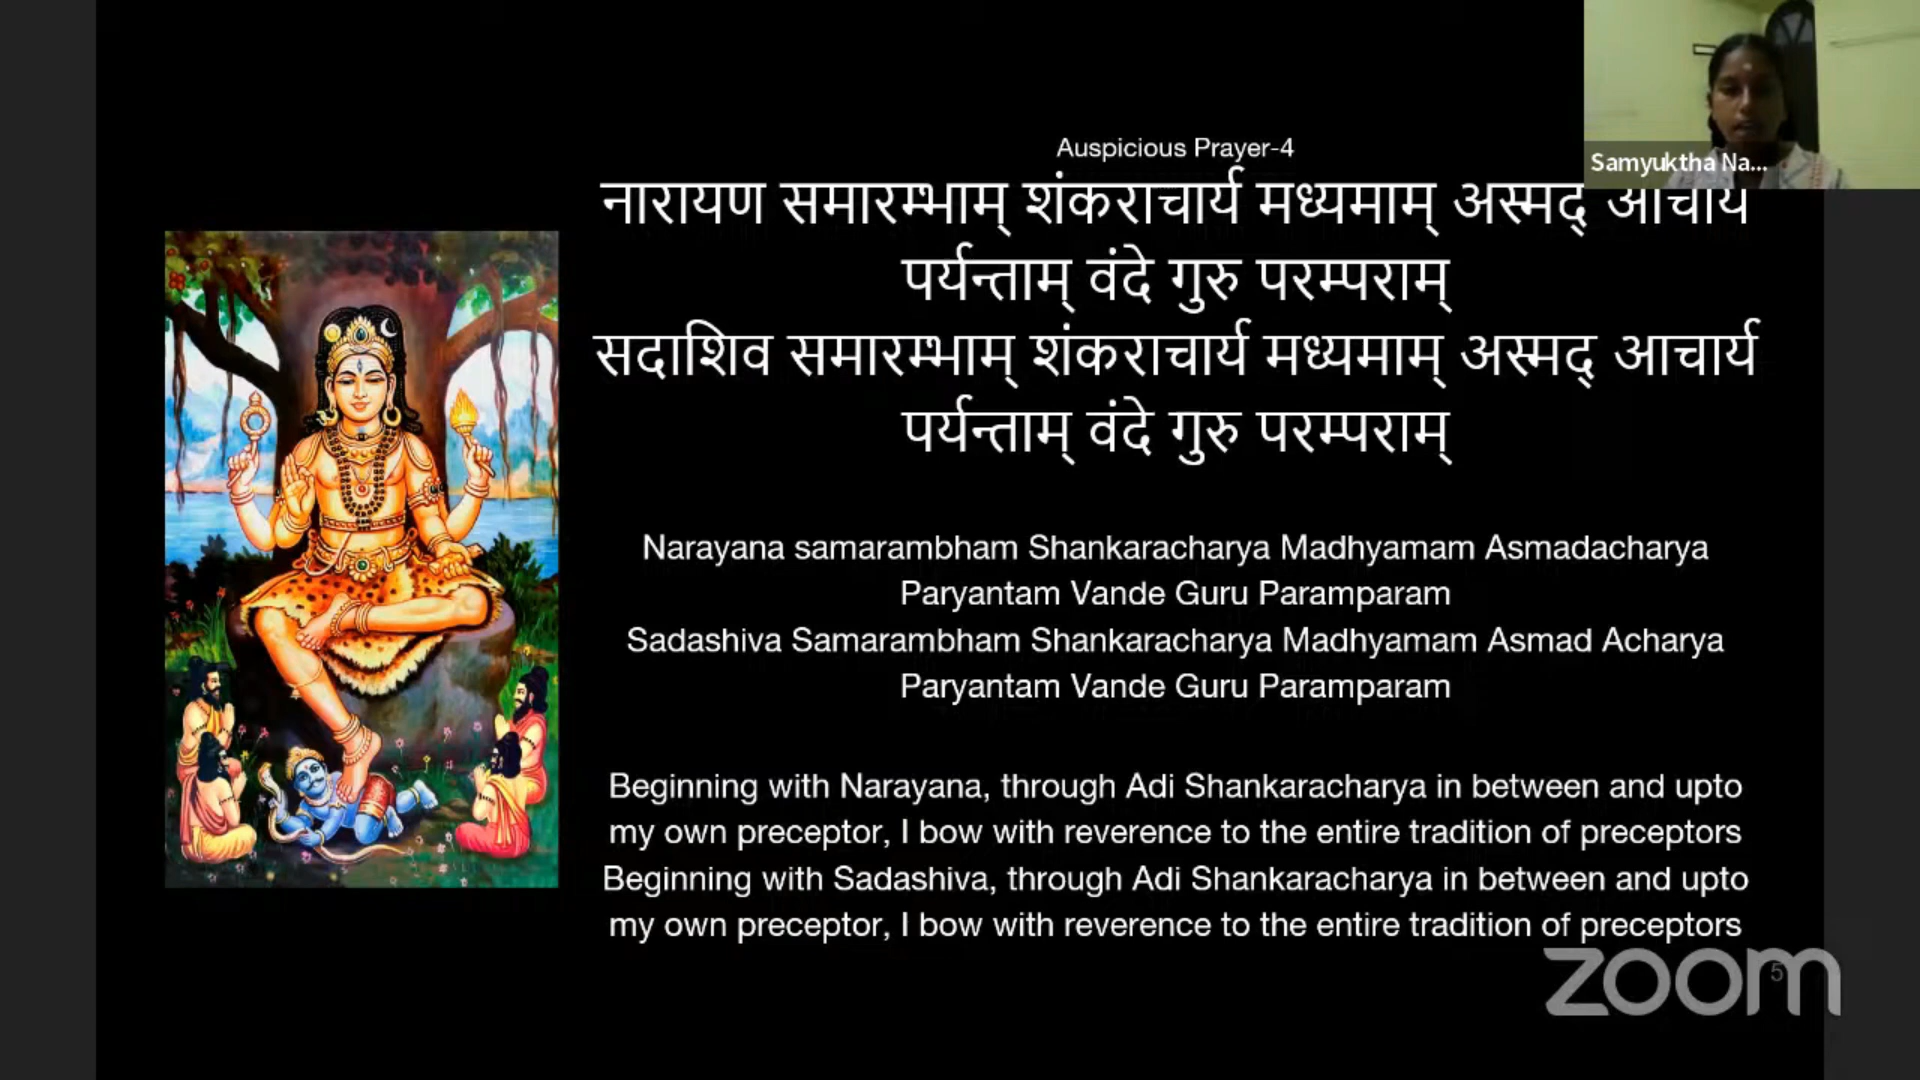 Auspicious Prayer-4
Samyuktha Na...
नारायण समारम्भाम् शंकराचार्य मध्यमाम् अस्मद् आचार्य
पर्यन्ताम् वंदे गुरु परम्पराम्
सदाशिव समारम्भाम् शंकराचार्य मध्यमाम् अस्मद् आचार्य
पर्यन्ताम् वंदे गुरु परम्पराम्
Narayana samarambham Shankaracharya Madhyamam Asmadacharya
Paryantam Vande Guru Paramparam
Sadashiva Samarambham Shankaracharya Madhyamam Asmad Acharya
Paryantam Vande Guru Paramparam
Beginning with Narayana, through Adi Shankaracharya in between and upto
my own preceptor, I bow with reverence to the entire tradition of preceptors
Beginning with Sadashiva, through Adi Shankaracharya in between and upto
my own preceptor, I bow with reverence to the entire tradition of preceptors
zoom
5